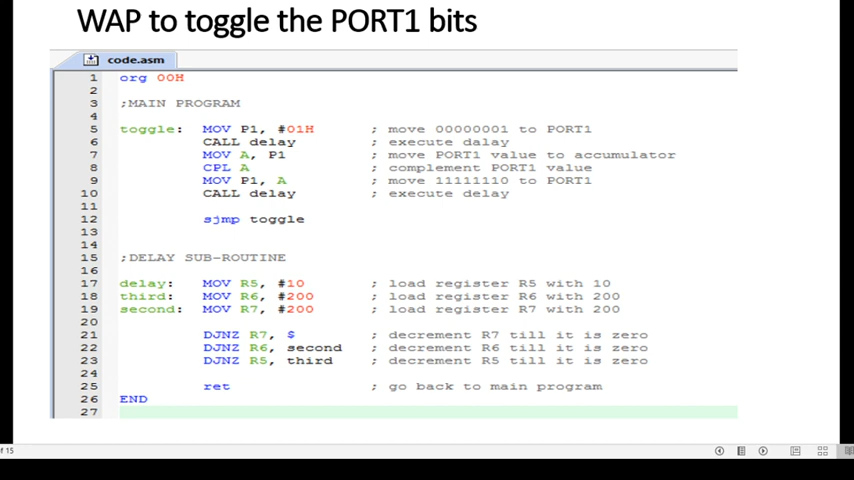 WAP to toggle the PORT1 bits
code.asm
1 org 00H
2
3 ;MAIN PROGRAM
4
5 toggle: MOV P1, #01H ; move 00000001 to PORT1
6 CALL delay ; execute dalay
7 MOV A, P1 ; move PORT1 value to accumulator
8 CPL A ; complement PORT1 value
9 MOV P1, A ; move 11111110 to PORT1
10 CALL delay ; execute delay
11
12 sjmp toggle
13
14
15 ;DELAY SUB-ROUTINE
16
17 delay: MOV R5, #10 ; load register R5 with 10
18 third: MOV R6, #200 ; load register R6 with 200
19 second: MOV R7, #200 ; load register R7 with 200
20
21 DJNZ R7, $ ; decrement R7 till it is zero
22 DJNZ R6, second ; decrement R6 till it is zero
23 DJNZ R5, third ; decrement R5 till it is zero
24
25 ret ; go back to main program
26 END
27
of 15